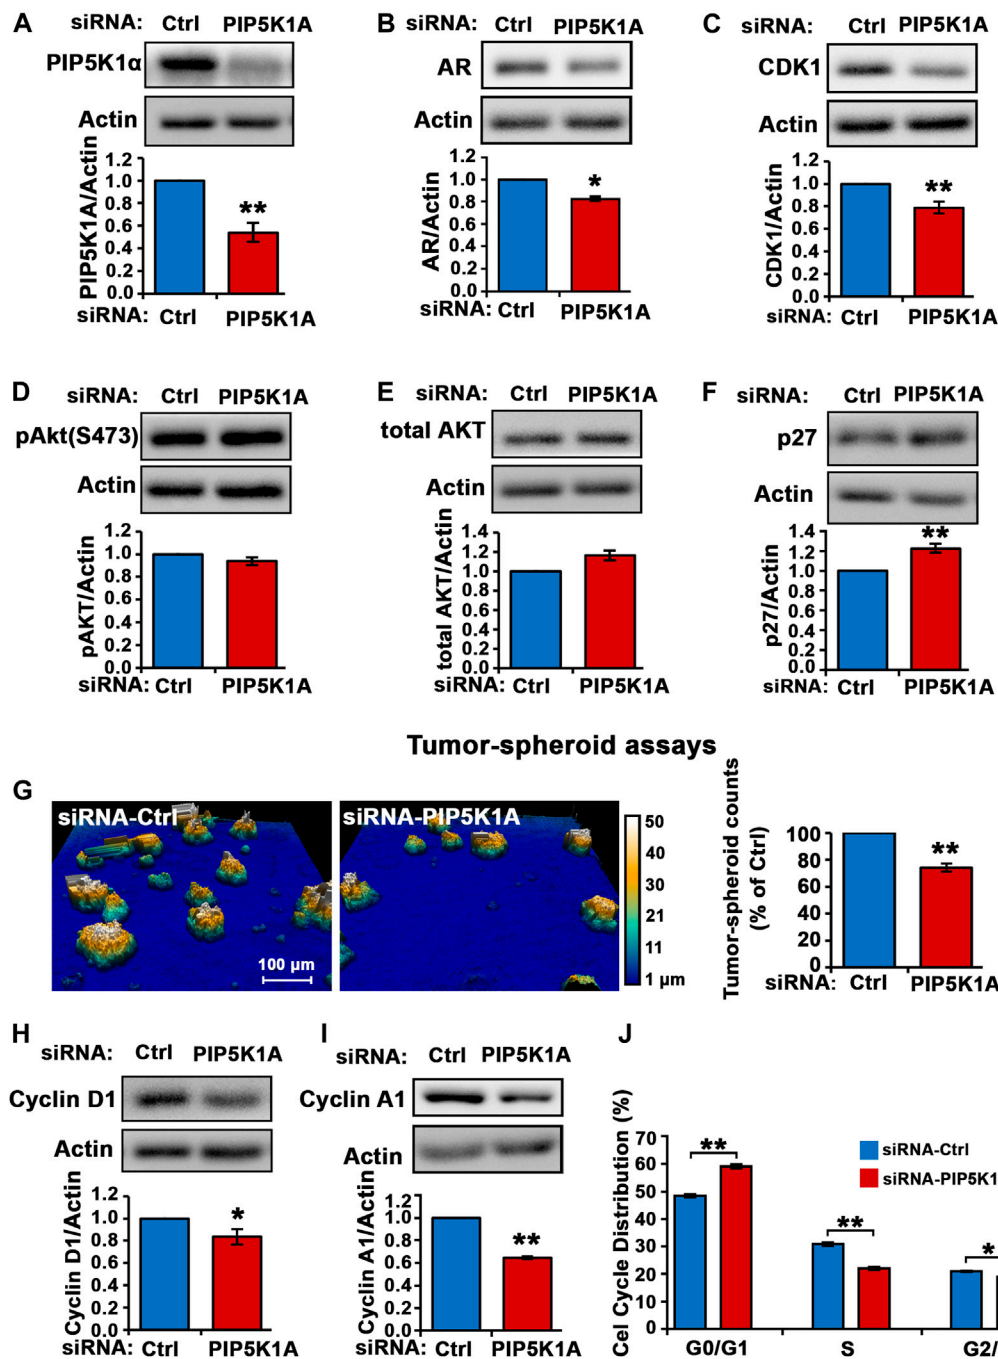 A siRNA: Ctrl PIP5K1A
PIP5K1α
Actin
PIP5K1A/Actin
1.2
1.0
0.8
0.6
0.4
0.2
0.0
**
siRNA: Ctrl PIP5K1A
B siRNA: Ctrl PIP5K1A
AR
Actin
AR/Actin
1.2
1.0
0.8
0.6
0.4
0.2
0.0
*
siRNA: Ctrl PIP5K1A
C siRNA: Ctrl PIP5K1A
CDK1
Actin
CDK1/Actin
1.2
1.0
0.8
0.6
0.4
0.2
0.0
**
siRNA: Ctrl PIP5K1A
D siRNA: Ctrl PIP5K1A
pAkt(S473)
Actin
pAKT/Actin
1.2
1.0
0.8
0.6
0.4
0.2
0.0
siRNA: Ctrl PIP5K1A
E siRNA: Ctrl PIP5K1A
total AKT
Actin
total AKT/Actin
1.4
1.2
1.0
0.8
0.6
0.4
0.2
0.0
siRNA: Ctrl PIP5K1A
F siRNA: Ctrl PIP5K1A
p27
Actin
p27/Actin
1.4
1.2
1.0
0.8
0.6
0.4
0.2
0.0
**
siRNA: Ctrl PIP5K1A
Tumor-spheroid assays
G
siRNA-Ctrl
100 µm
siRNA-PIP5K1A
50
40
30
21
11
1 µm
Tumor-spheroid counts
(% of Ctrl)
100
80
60
40
20
0
**
siRNA: Ctrl PIP5K1A
H siRNA: Ctrl PIP5K1A
Cyclin D1
Actin
Cyclin D1/Actin
1.2
1.0
0.8
0.6
0.4
0.2
0.0
*
siRNA: Ctrl PIP5K1A
I siRNA: Ctrl PIP5K1A
Cyclin A1
Actin
Cyclin A1/Actin
1.2
1.0
0.8
0.6
0.4
0.2
0.0
**
siRNA: Ctrl PIP5K1A
J
Cel Cycle Distribution (%)
70
60
50
40
30
20
10
0
**
**
*
siRNA-Ctrl
siRNA-PIP5K1
G0/G1 S G2/